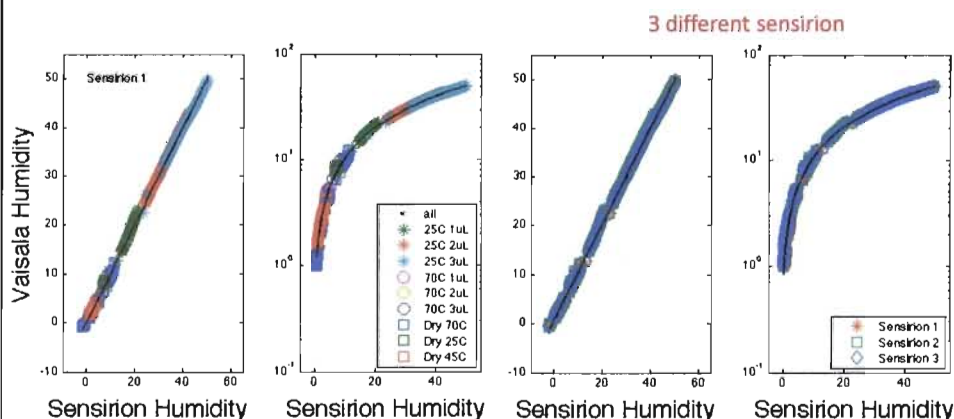 3 different sensirion
Sensirion 1
Vaisala Humidity
50
40
30
20
10
0
-10
0 20 40 60
Sensirion Humidity
10²
10¹
10⁰
10⁻¹
0 20 40
all
25C 1uL
25C 2uL
25C 3uL
70C 1uL
70C 2uL
70C 3uL
Dry 70C
Dry 25C
Dry 45C
Sensirion Humidity
50
40
30
20
10
0
-10
0 20 40 60
Sensirion Humidity
10²
10¹
10⁰
10⁻¹
0 20 40
Sensirion 1
Sensirion 2
Sensirion 3
Sensirion Humidity